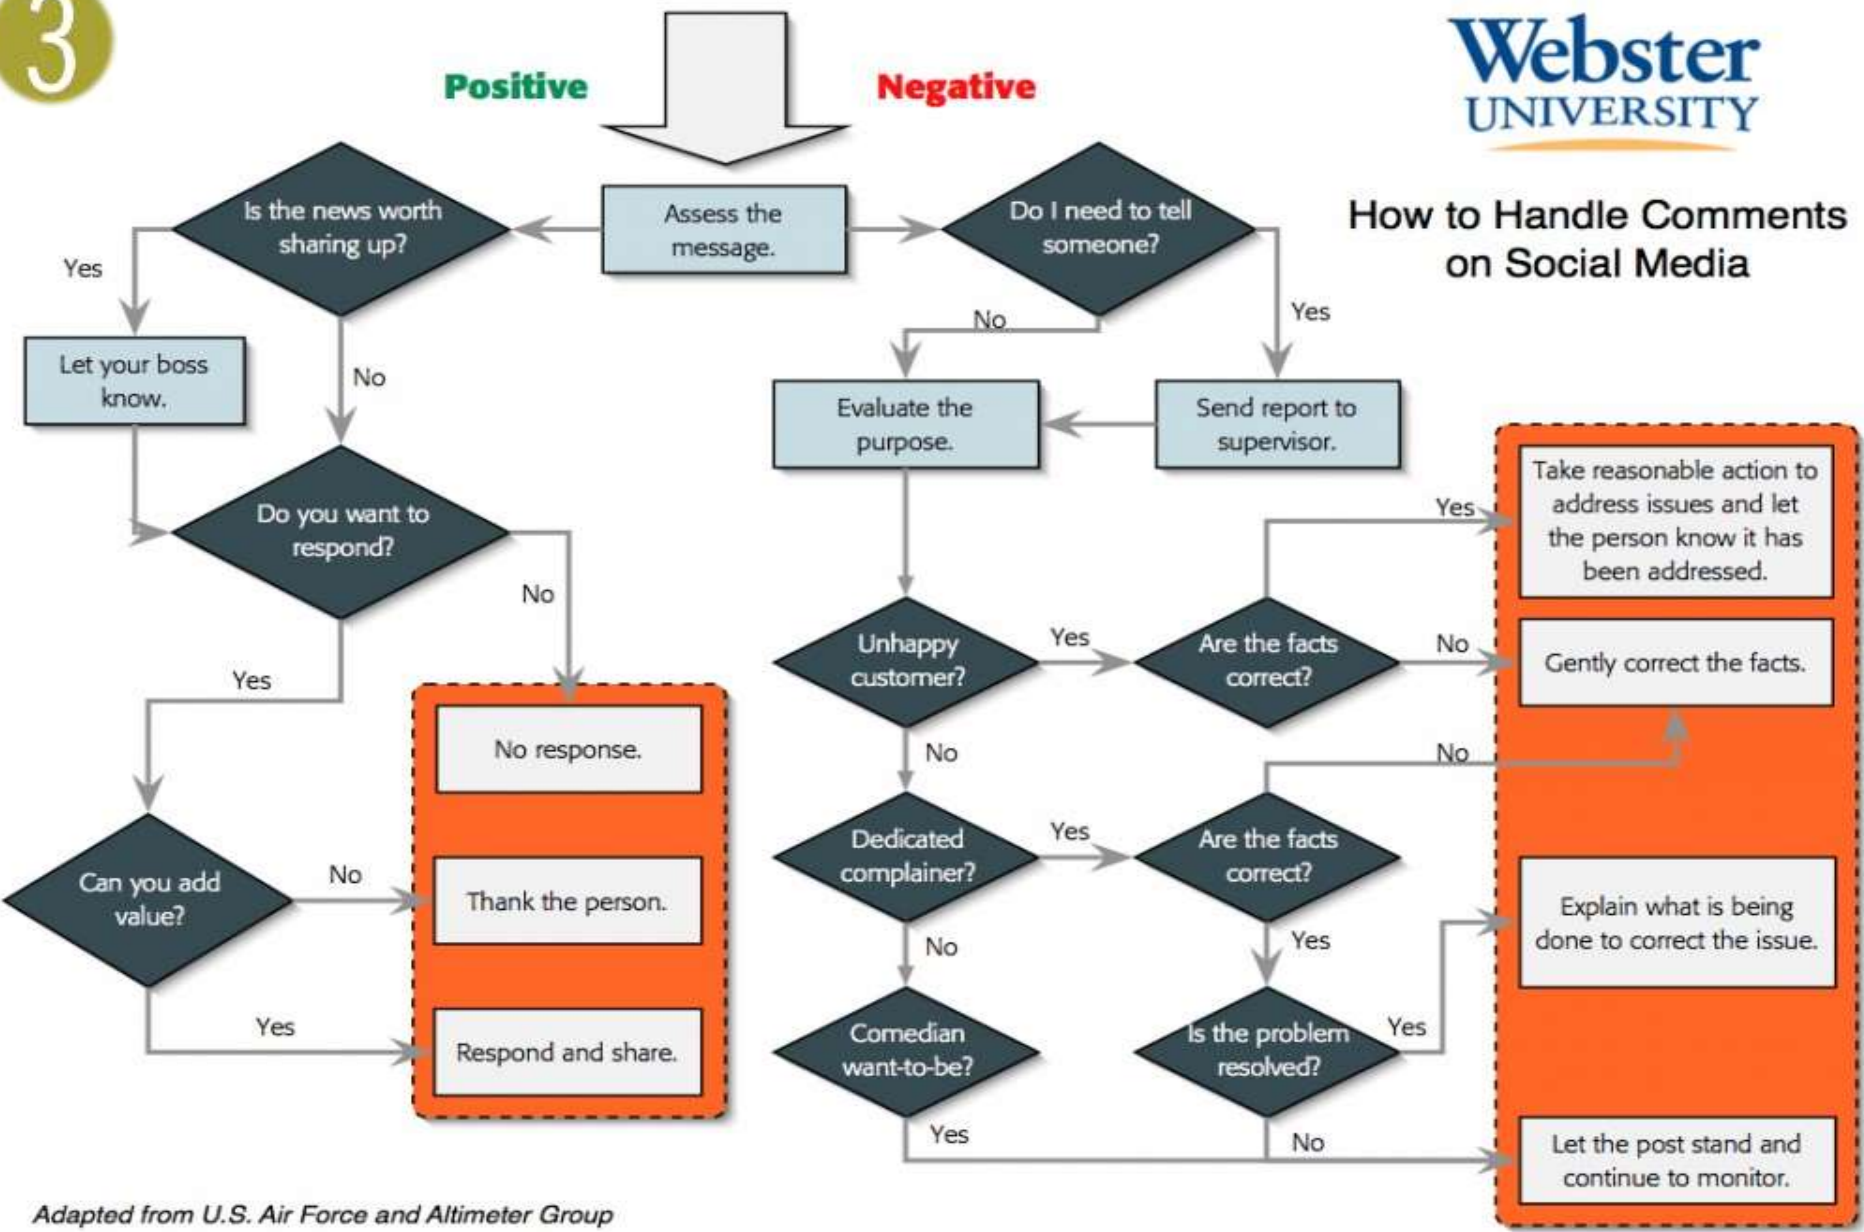 3
Positive
Negative
Webster
UNIVERSITY
How to Handle Comments
on Social Media
Assess the
message.
Is the news worth
sharing up?
Yes
Let your boss
know.
No
Do you want to
respond?
No
Yes
Can you add
value?
No
Yes
No response.
Thank the person.
Respond and share.
Do I need to tell
someone?
No
Yes
Evaluate the
purpose.
Send report to
supervisor.
Unhappy
customer?
Yes
Are the facts
correct?
Yes
No
Take reasonable action to
address issues and let
the person know it has
been addressed.
Gently correct the facts.
No
Dedicated
complainer?
Yes
Are the facts
correct?
No
Yes
No
Comedian
want-to-be?
Yes
Is the problem
resolved?
Yes
No
Explain what is being
done to correct the issue.
Let the post stand and
continue to monitor.
Adapted from U.S. Air Force and Altimeter Group